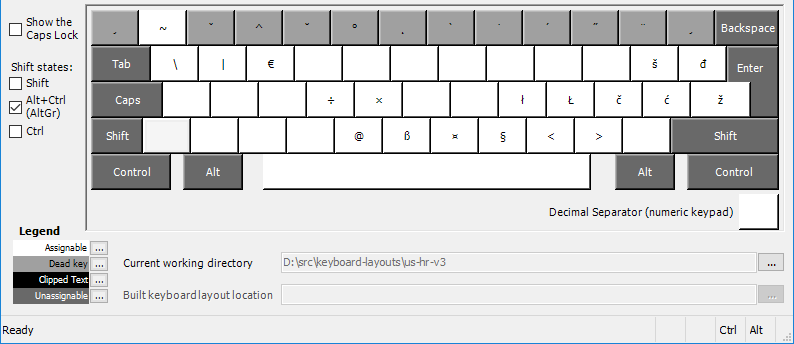 Show the
Caps Lock
¸ ~ ˇ ^ ˘ ° ˛ ` ˙ ´ ˝ ¨ ¸ Backspace
Tab \ | € š đ Enter
Shift states:
Shift
Alt+Ctrl
(AltGr)
Caps ÷ × ł Ł č ć ž
Ctrl
Shift @ ß ¤ § < > Shift
Control Alt Alt Control
Decimal Separator (numeric keypad)
Legend
Assignable ...
Dead key ...
Clipped Text ...
Unassignable ...
Current working directory D:\src\keyboard-layouts\us-hr-v3 ...
Built keyboard layout location ...
Ready Ctrl Alt